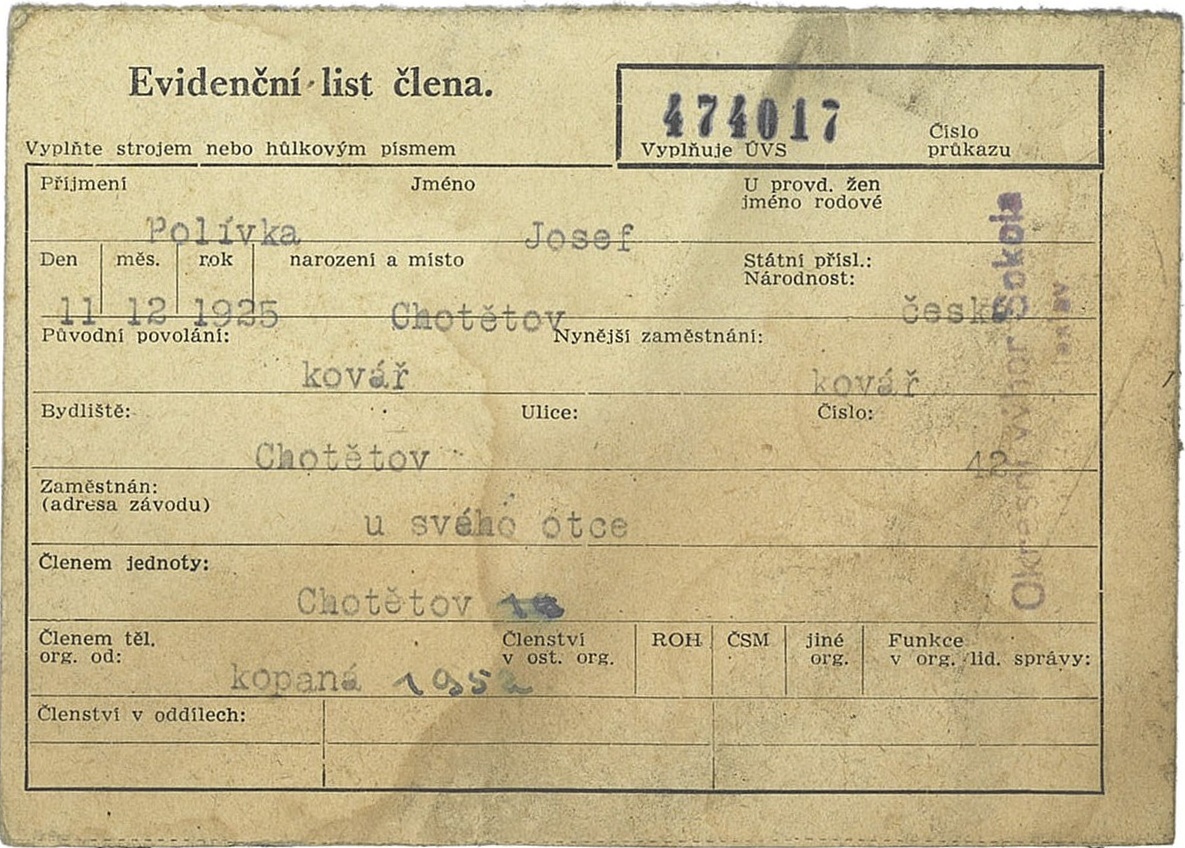 Evidenční list člena.
474017
Vyplňte strojem nebo hůlkovým písmem
Vyplňuje ÚVS
Číslo průkazu
Příjmení Jméno U provd. žen
jméno rodové
Polívka Josef
Den měs. rok narození a místo Státní přísl.:
Národnost:
11 12 1925 Chotětov česk
Původní povolání: Nynější zaměstnání:
kovář kovář
Bydliště: Ulice: Číslo:
Chotětov 42
Zaměstnán:
(adresa závodu)
u svého otce
Členem jednoty:
Chotětov
Členem těl. Členství ROH ČSM jiné Funkce
org. od: v ost. org. org. v org. lid. správy:
kopaná 1952
Členství v oddílech:
Okresní výbor Sokola